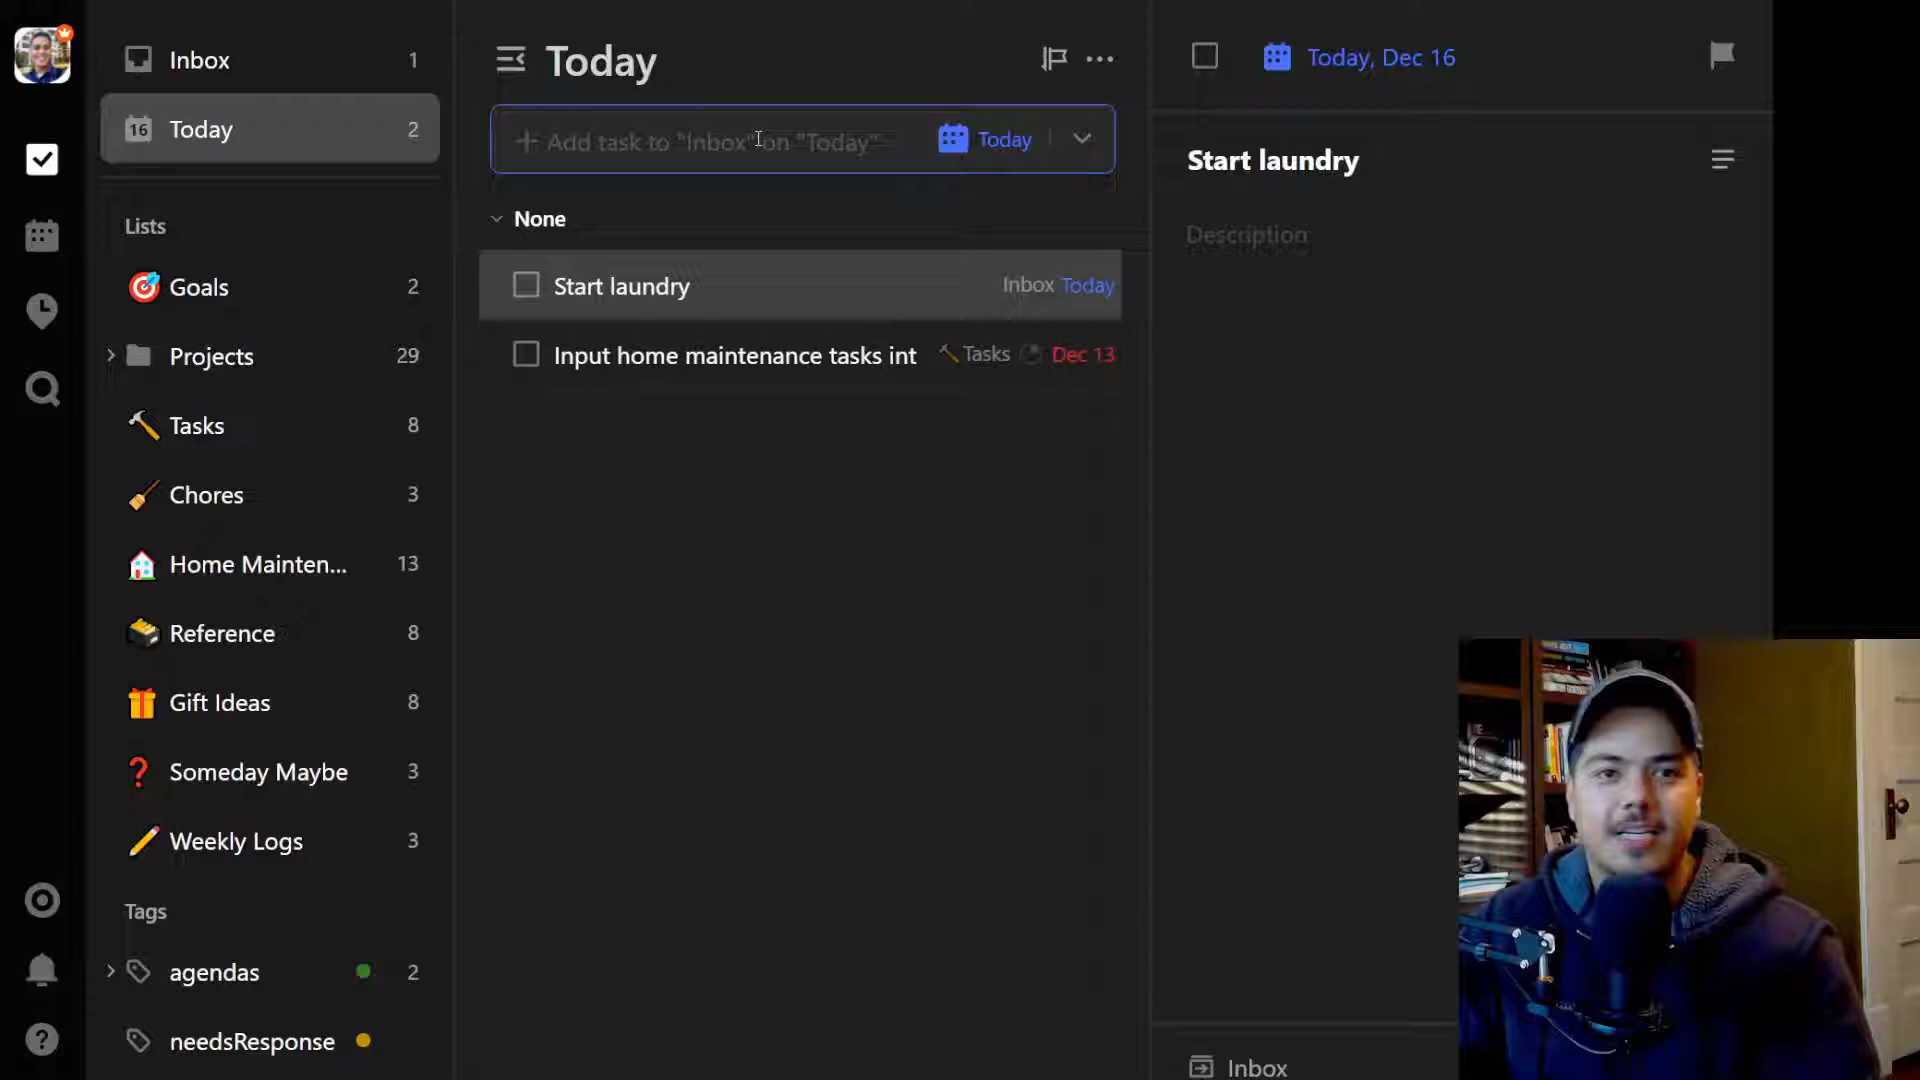 Inbox 1
16 Today 2
Lists
Goals 2
Projects 29
Tasks 8
Chores 3
Home Mainten... 13
Reference 8
Gift Ideas 8
Someday Maybe 3
Weekly Logs 3
Tags
agendas 2
needsResponse
Today
Add task to "Inbox" on "Today" Today
None
Start laundry Inbox Today
Input home maintenance tasks int Tasks Dec 13
Today, Dec 16
Start laundry
Description
Inbox